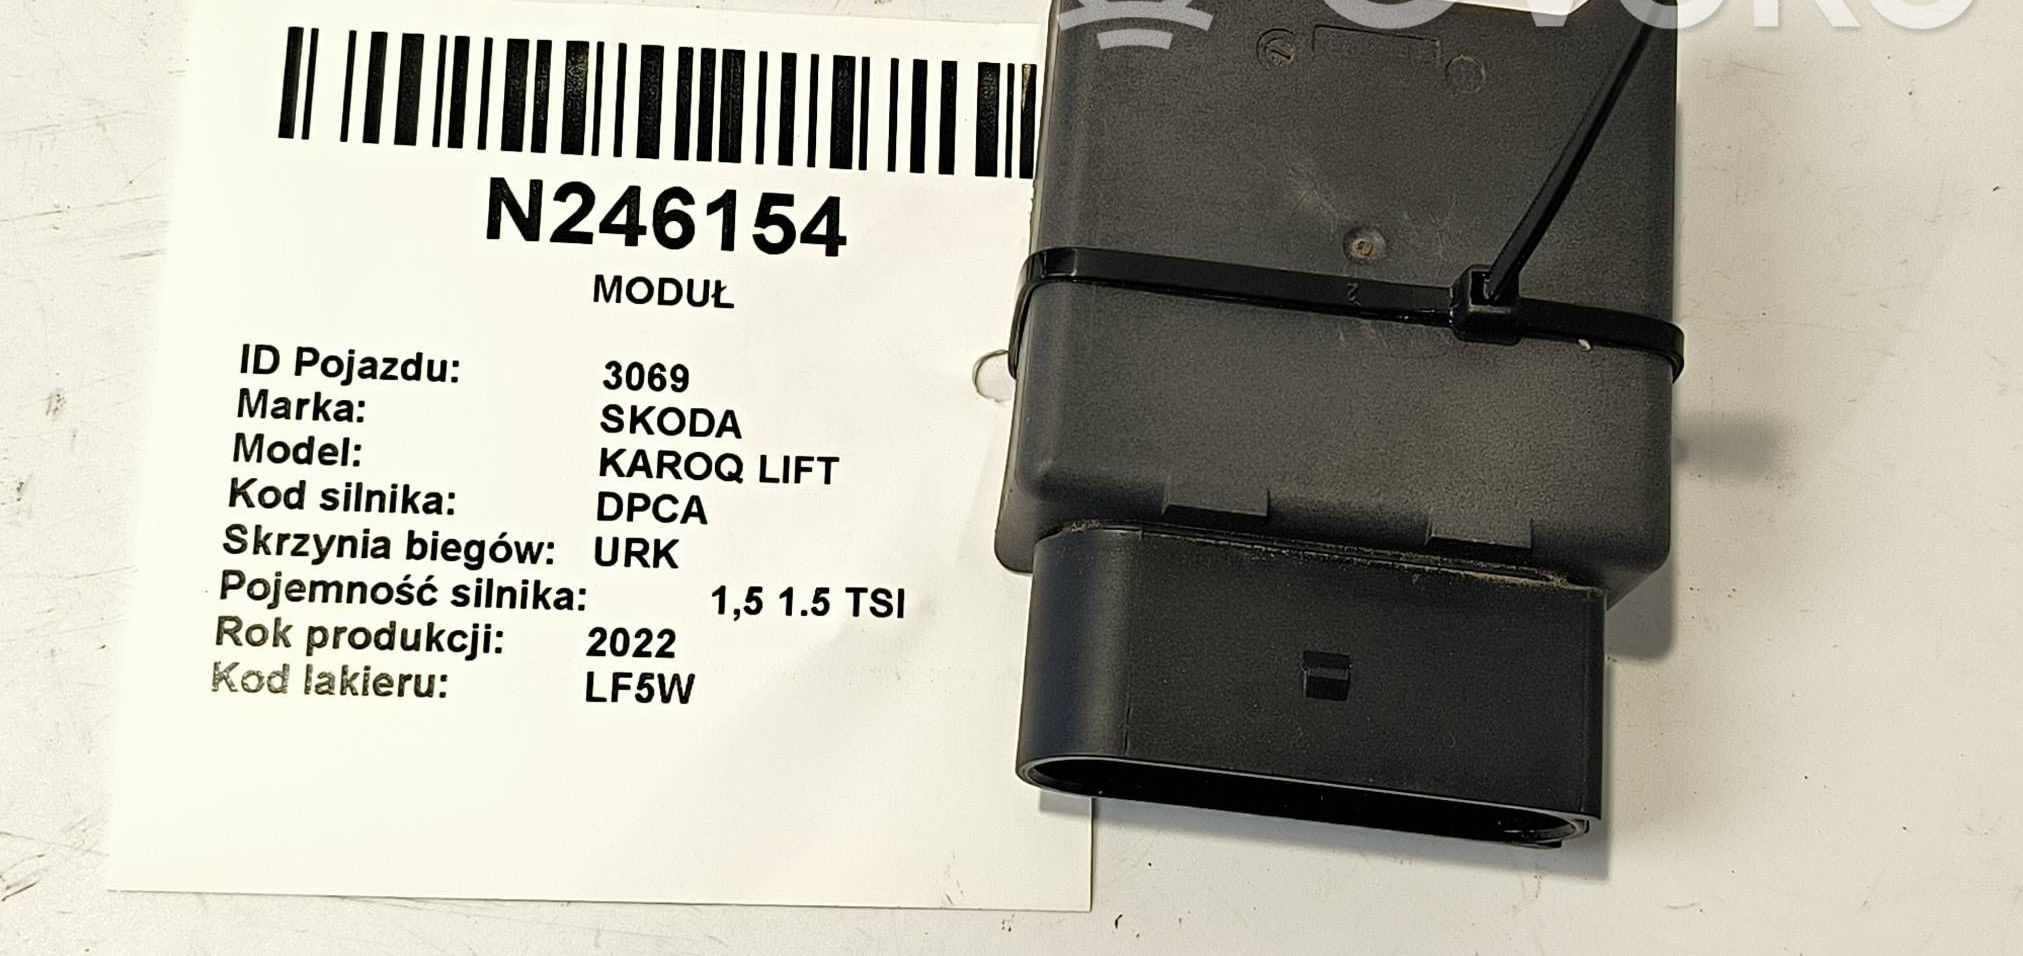 N246154
MODUŁ
ID Pojazdu: 3069
Marka: SKODA
Model: KAROQ LIFT
Kod silnika: DPCA
Skrzynia biegów: URK
Pojemność silnika: 1,5 1.5 TSI
Rok produkcji: 2022
Kod lakieru: LF5W
2